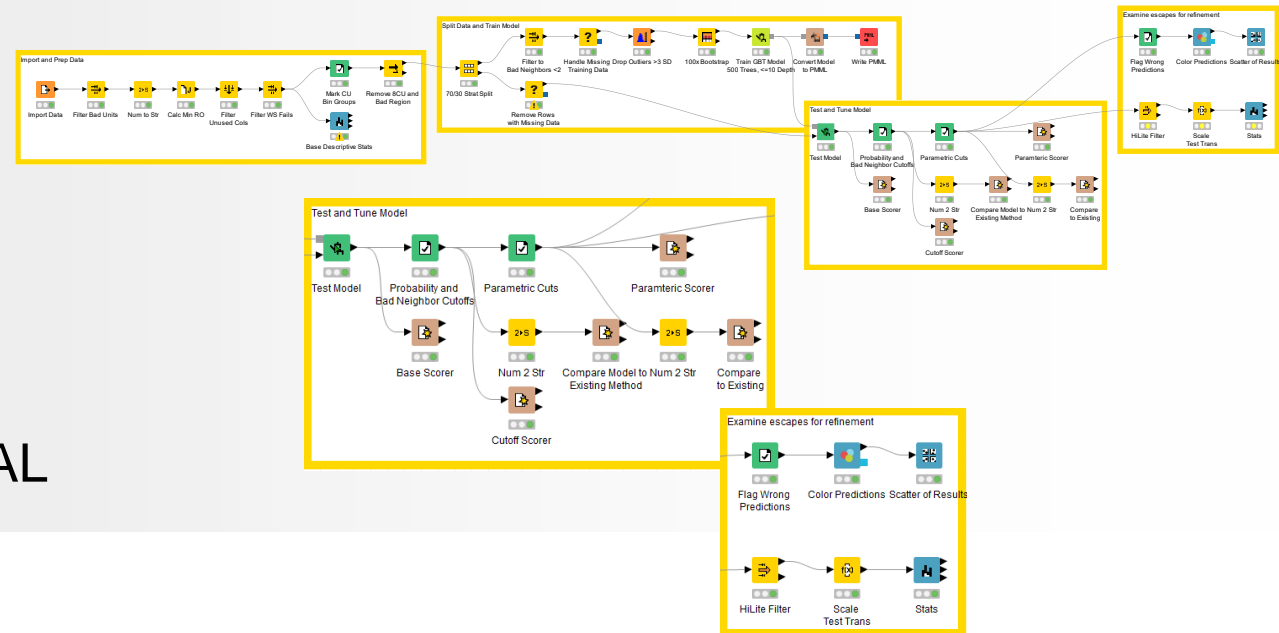 Import and Prep Data
Import Data
Filter Bad Units
Num to Str
Calc Min RO
Filter
Unused Cols
Filter WS Fails
Mark CU
Bin Groups
Remove 8CU and
Bad Region
Base Descriptive Stats
Split Data and Train Model
70/30 Strat Split
Filter to
Bad Neighbors <2
Handle Missing
Training Data
Drop Outliers >3 SD
100x Bootstrap
Train GBT Model
500 Trees, <=10 Depth
Convert Model
to PMML
Write PMML
Remove Rows
with Missing Data
Test and Tune Model
Test Model
Probability and
Bad Neighbor Cutoffs
Parametric Cuts
Paramteric Scorer
Base Scorer
Num 2 Str
Compare Model to
Existing Method
Num 2 Str
Compare
to Existing
Cutoff Scorer
Examine escapes for refinement
Flag Wrong
Predictions
Color Predictions
Scatter of Results
HiLite Filter
Scale
Test Trans
Stats
Test and Tune Model
Test Model
Probability and
Bad Neighbor Cutoffs
Parametric Cuts
Paramteric Scorer
Base Scorer
2▸S
Num 2 Str
Compare Model to
Existing Method
2▸S
Num 2 Str
Compare
to Existing
Cutoff Scorer
AL
Examine escapes for refinement
Flag Wrong
Predictions
Color Predictions
Scatter of Results
f(x)
HiLite Filter
Scale
Test Trans
Stats